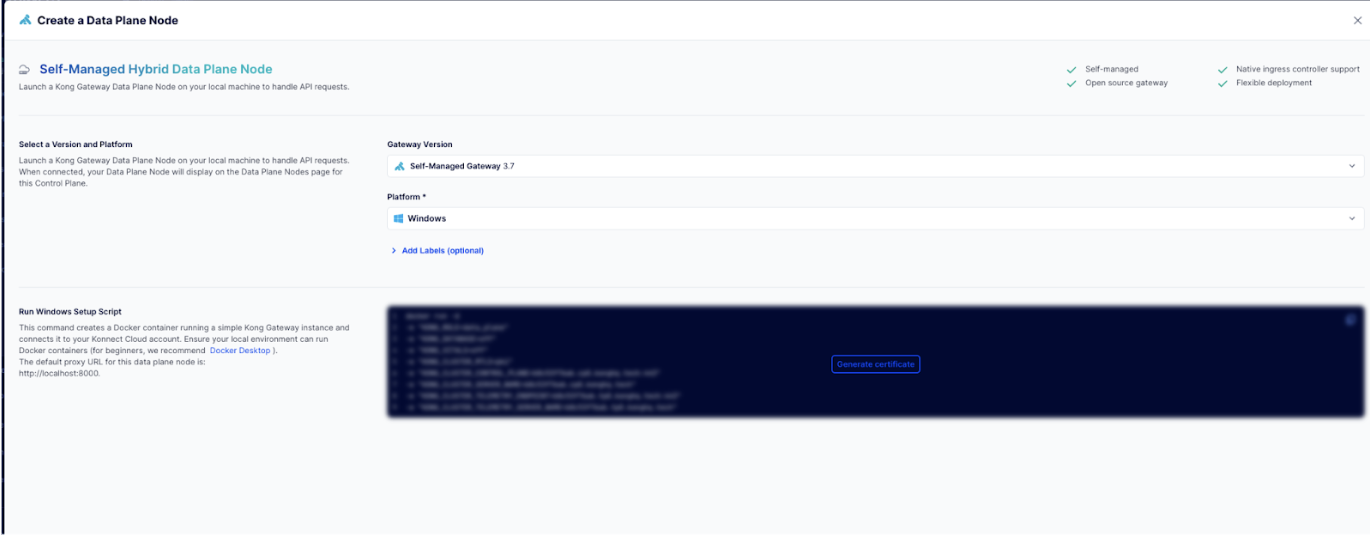 Create a Data Plane Node
Self-Managed Hybrid Data Plane Node
Launch a Kong Gateway Data Plane Node on your local machine to handle API requests.
Self-managed
Native ingress controller support
Open source gateway
Flexible deployment
Select a Version and Platform
Launch a Kong Gateway Data Plane Node on your local machine to handle API requests.
When connected, your Data Plane Node will display on the Data Plane Nodes page for
this Control Plane.
Gateway Version
Self-Managed Gateway 3.7
Platform *
Windows
Add Labels (optional)
Run Windows Setup Script
This command creates a Docker container running a simple Kong Gateway instance and
connects it to your Konnect Cloud account. Ensure your local environment can run
Docker containers (for beginners, we recommend Docker Desktop ).
The default proxy URL for this data plane node is:
http://localhost:8000.
Generate certificate